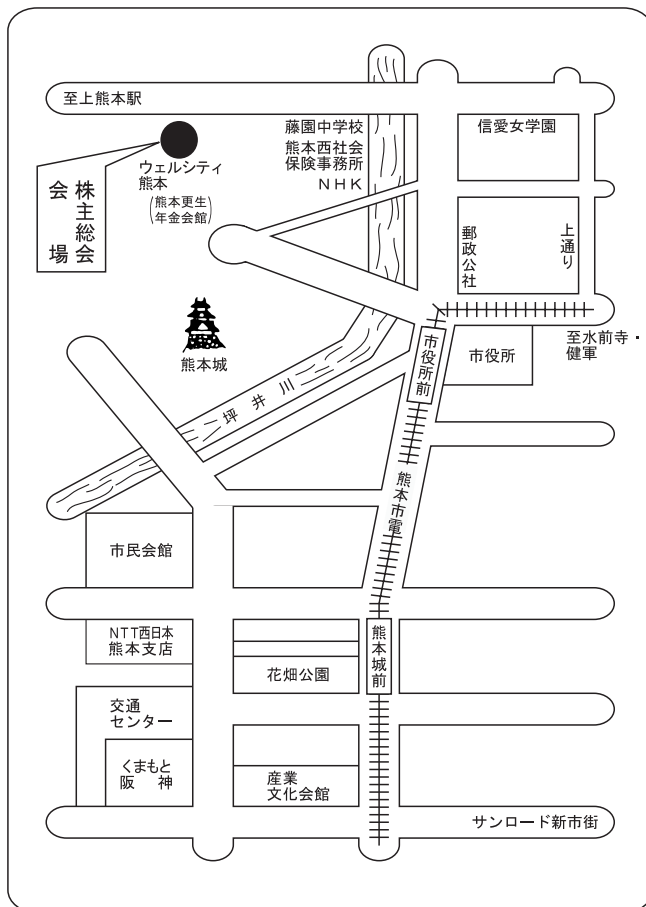 至上熊本駅
藤園中学校
熊本西社会
保険事務所
ＮＨＫ
信愛女学園
ウェルシティ
熊本
(熊本更生
年金会館)
株主総会
会場
郵政公社
上通り
熊本城
市役所前
市役所
至水前寺・
健軍
坪井川
熊本市電
市民会館
NTT西日本
熊本支店
熊本城前
花畑公園
交通
センター
くまもと
阪神
産業
文化会館
サンロード新市街